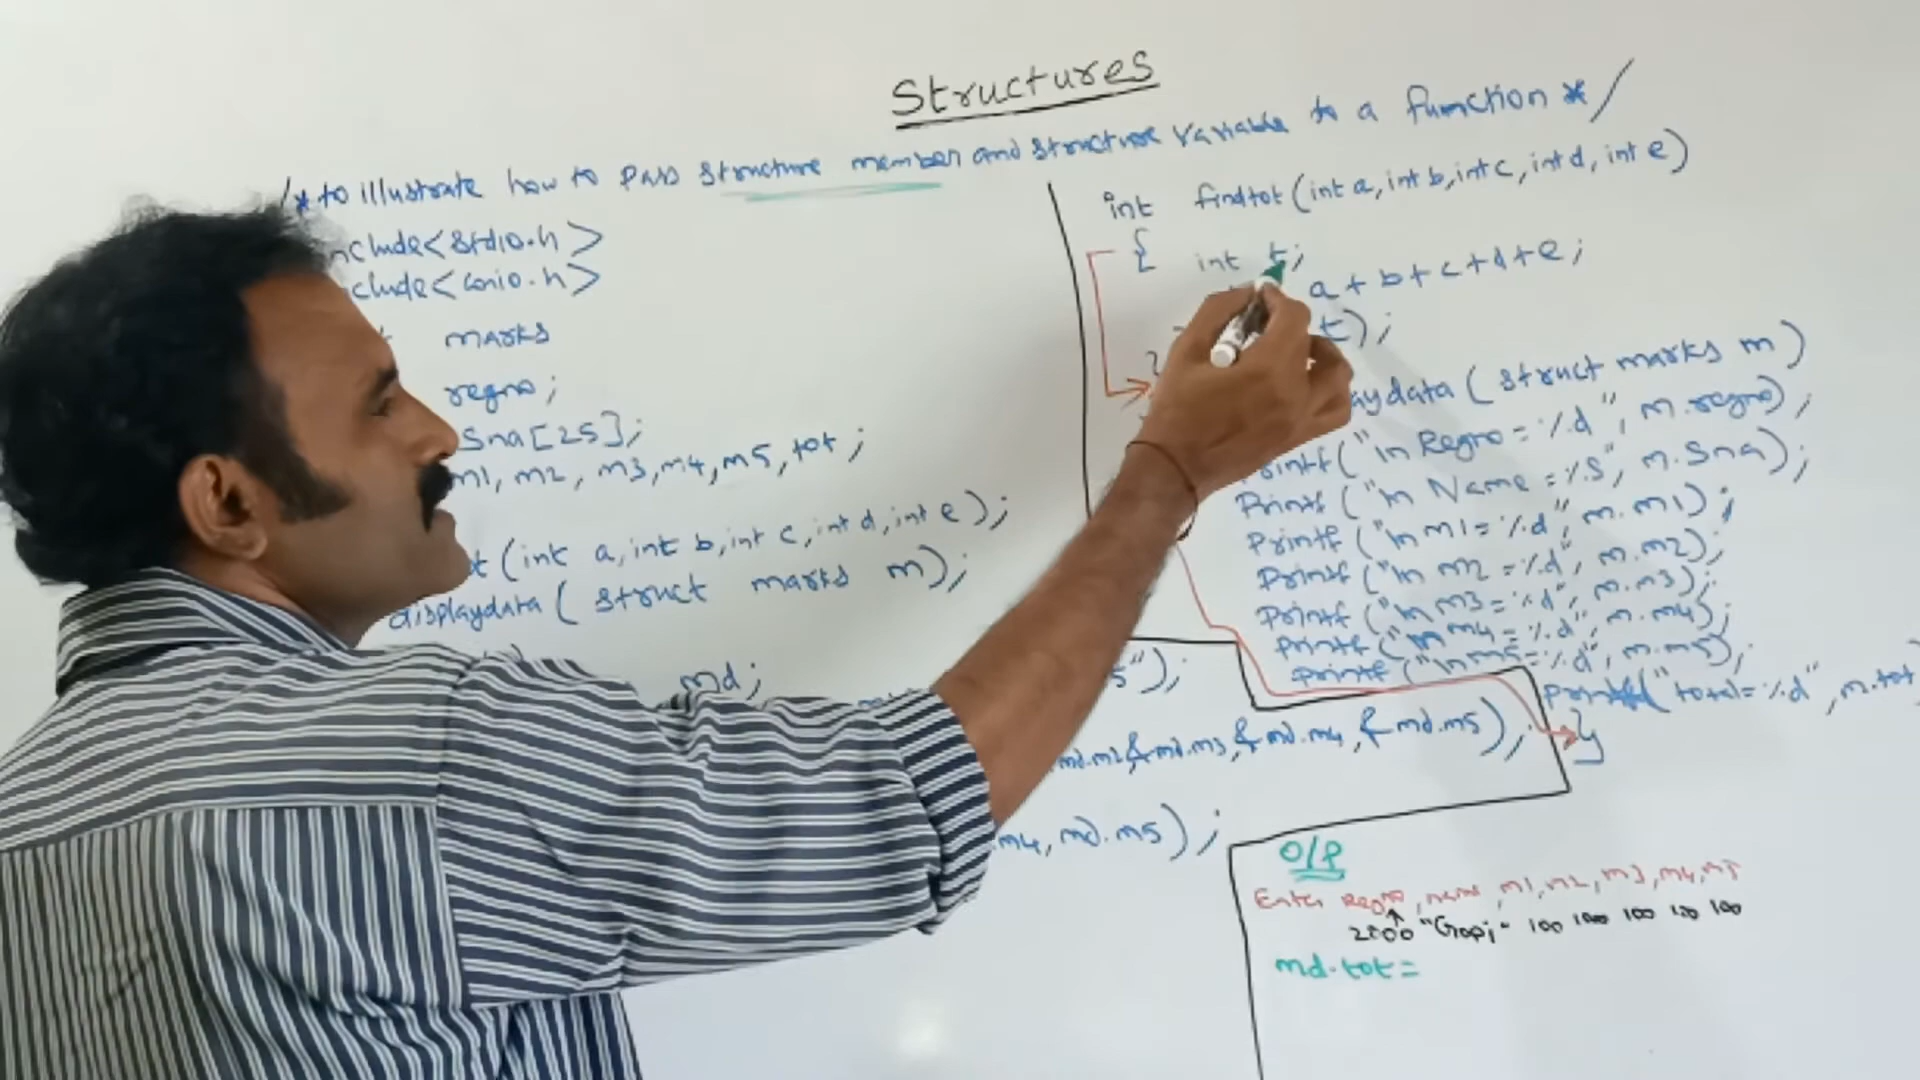 Structures
/* to illustrate how to pass structure member and structure variable to a function */
nclude<stdio.h>
clude<conio.h>
marks
regno;
Sna[25];
m1, m2, m3, m4, m5, tot;
ot(int a, int b, int c, int d, int e);
displaydata( struct marks m);
md;
5");
md.m2,&md.m3,&md.m4,&md.m5);
m4, md.m5);
int findtot(int a, int b, int c, int d, int e)
{ int t;
a+b+c+d+e;
t);
aydata( struct marks m)
printf("\n Regno=%d", m.regno);
Printf("\n Name=%s", m.Sna);
Printf("\n m1=%d", m.m1);
Printf("\n m2=%d", m.m2);
Printf("\n m3=%d", m.m3);
Printf("\n m4=%d", m.m4);
printf("\n m5=%d", m.m5);
printf("total=%d", m.tot
}
O/P
Enter Regno, name, m1, m2, m3, m4, m5
"Gopi" 100 100 100 100 100
md.tot=